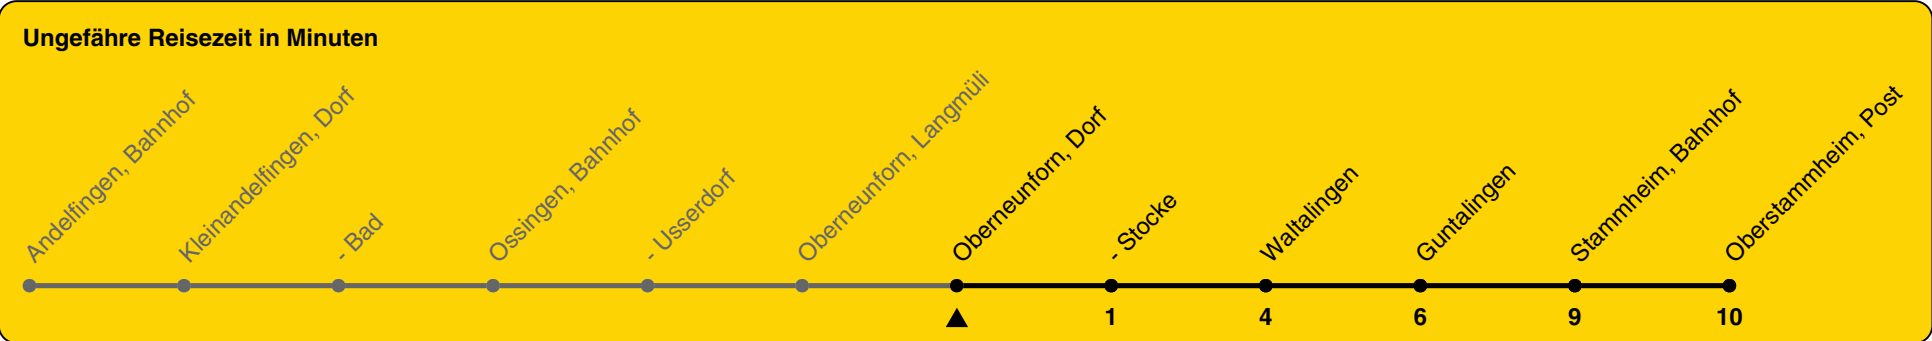 Ungefähre Reisezeit in Minuten
Andelfingen, Bahnhof
Kleinandelfingen, Dorf
- Bad
Ossingen, Bahnhof
- Usserdorf
Oberneunforn, Langmüli
Oberneunforn, Dorf
- Stocke
Waltalingen
Guntalingen
Stammheim, Bahnhof
Oberstammheim, Post
1 4 6 9 10